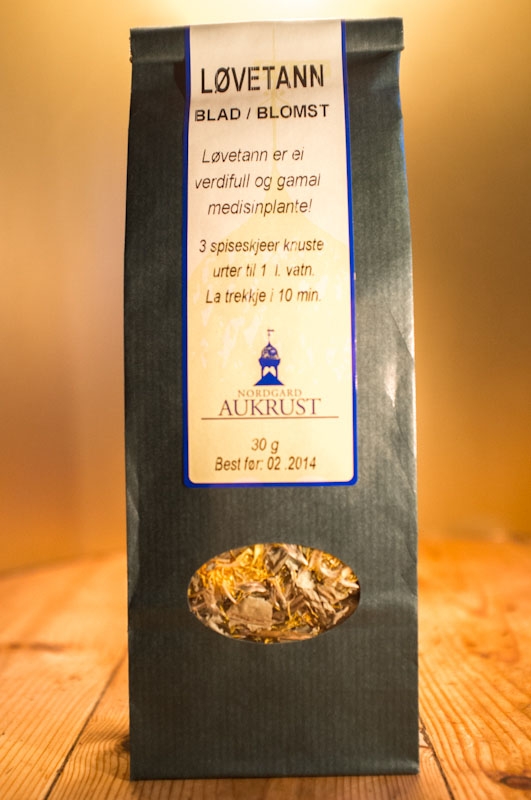 LØVETANN
BLAD / BLOMST
Løvetann er ei
verdifull og gamal
medisinplante!
3 spiseskjeer knuste
urter til 1 l. vatn.
La trekkje i 10 min.
NORDGARD
AUKRUST
30 g
Best før: 02 .2014